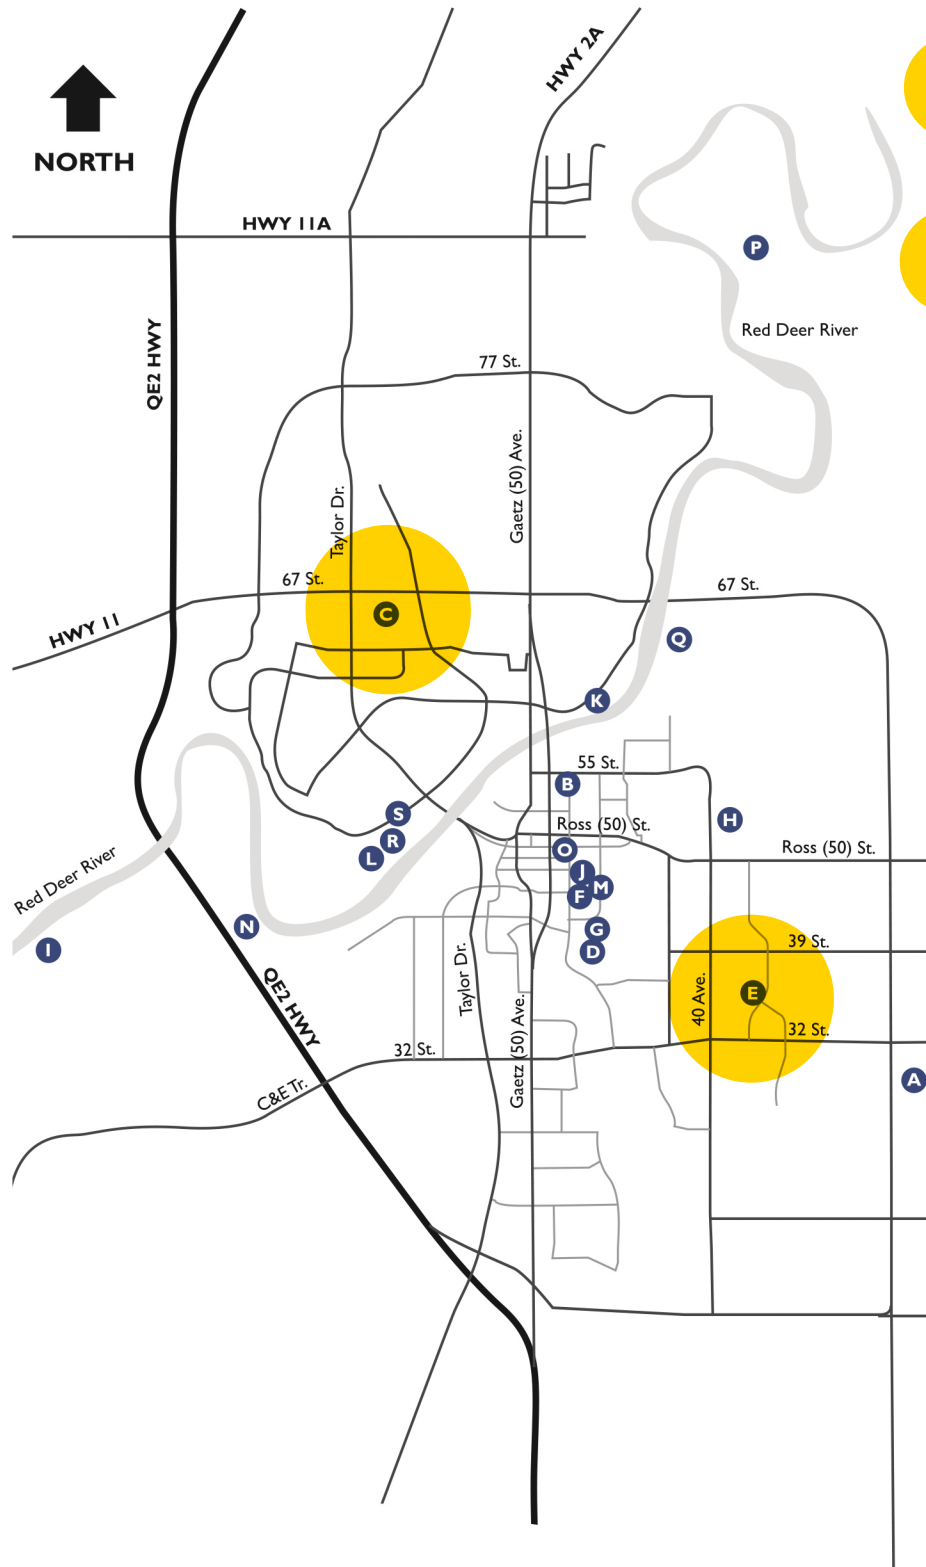 HWY 2A
NORTH
HWY 11A
P
QE2 HWY
Red Deer River
77 St.
Gaetz (50) Ave.
Taylor Dr.
67 St.
67 St.
C
HWY 11
Q
K
55 St.
B
S
Ross (50) St.
H
R
O
Ross (50) St.
L
J
M
F
Red Deer River
N
G
I
D
39 St.
Taylor Dr.
40 Ave.
E
QE2 HWY
Gaetz (50) Ave.
32 St.
32 St.
A
C&E Tr.